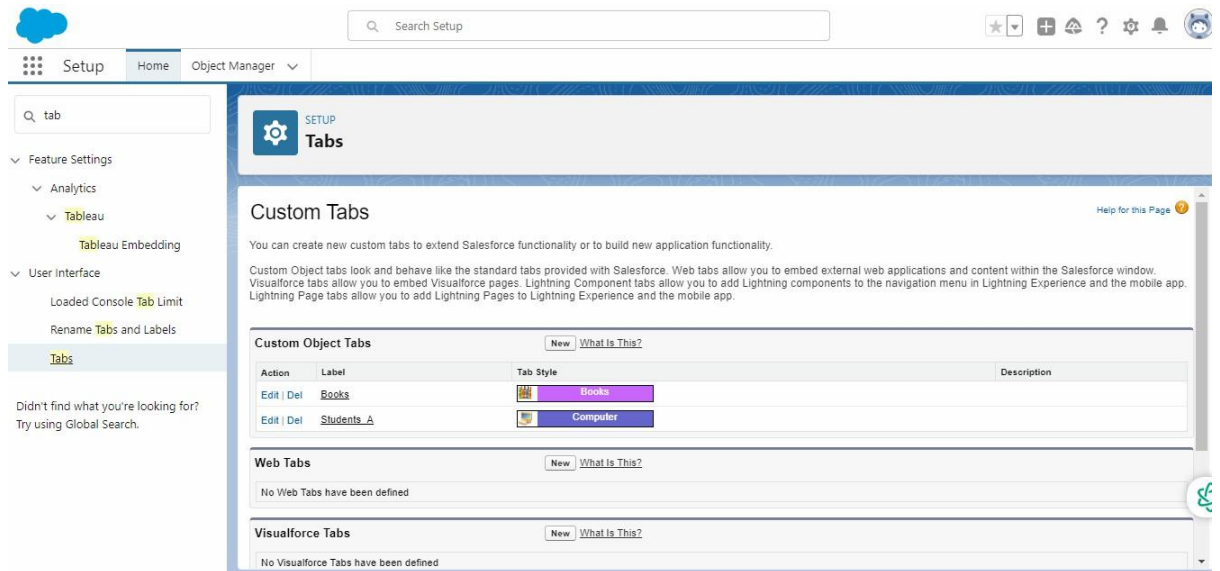 Search Setup
Setup
Home
Object Manager
tab
Feature Settings
Analytics
Tableau
Tableau Embedding
User Interface
Loaded Console Tab Limit
Rename Tabs and Labels
Tabs
Didn't find what you're looking for?
Try using Global Search.
SETUP
Tabs
Custom Tabs
Help for this Page
You can create new custom tabs to extend Salesforce functionality or to build new application functionality.
Custom Object tabs look and behave like the standard tabs provided with Salesforce. Web tabs allow you to embed external web applications and content within the Salesforce window.
Visualforce tabs allow you to embed Visualforce pages. Lightning Component tabs allow you to add Lightning components to the navigation menu in Lightning Experience and the mobile app.
Lightning Page tabs allow you to add Lightning Pages to Lightning Experience and the mobile app.
Custom Object Tabs New What Is This?
Action Label Tab Style Description
Edit | Del Books Books
Edit | Del Students_A Computer
Web Tabs New What Is This?
No Web Tabs have been defined
Visualforce Tabs New What Is This?
No Visualforce Tabs have been defined